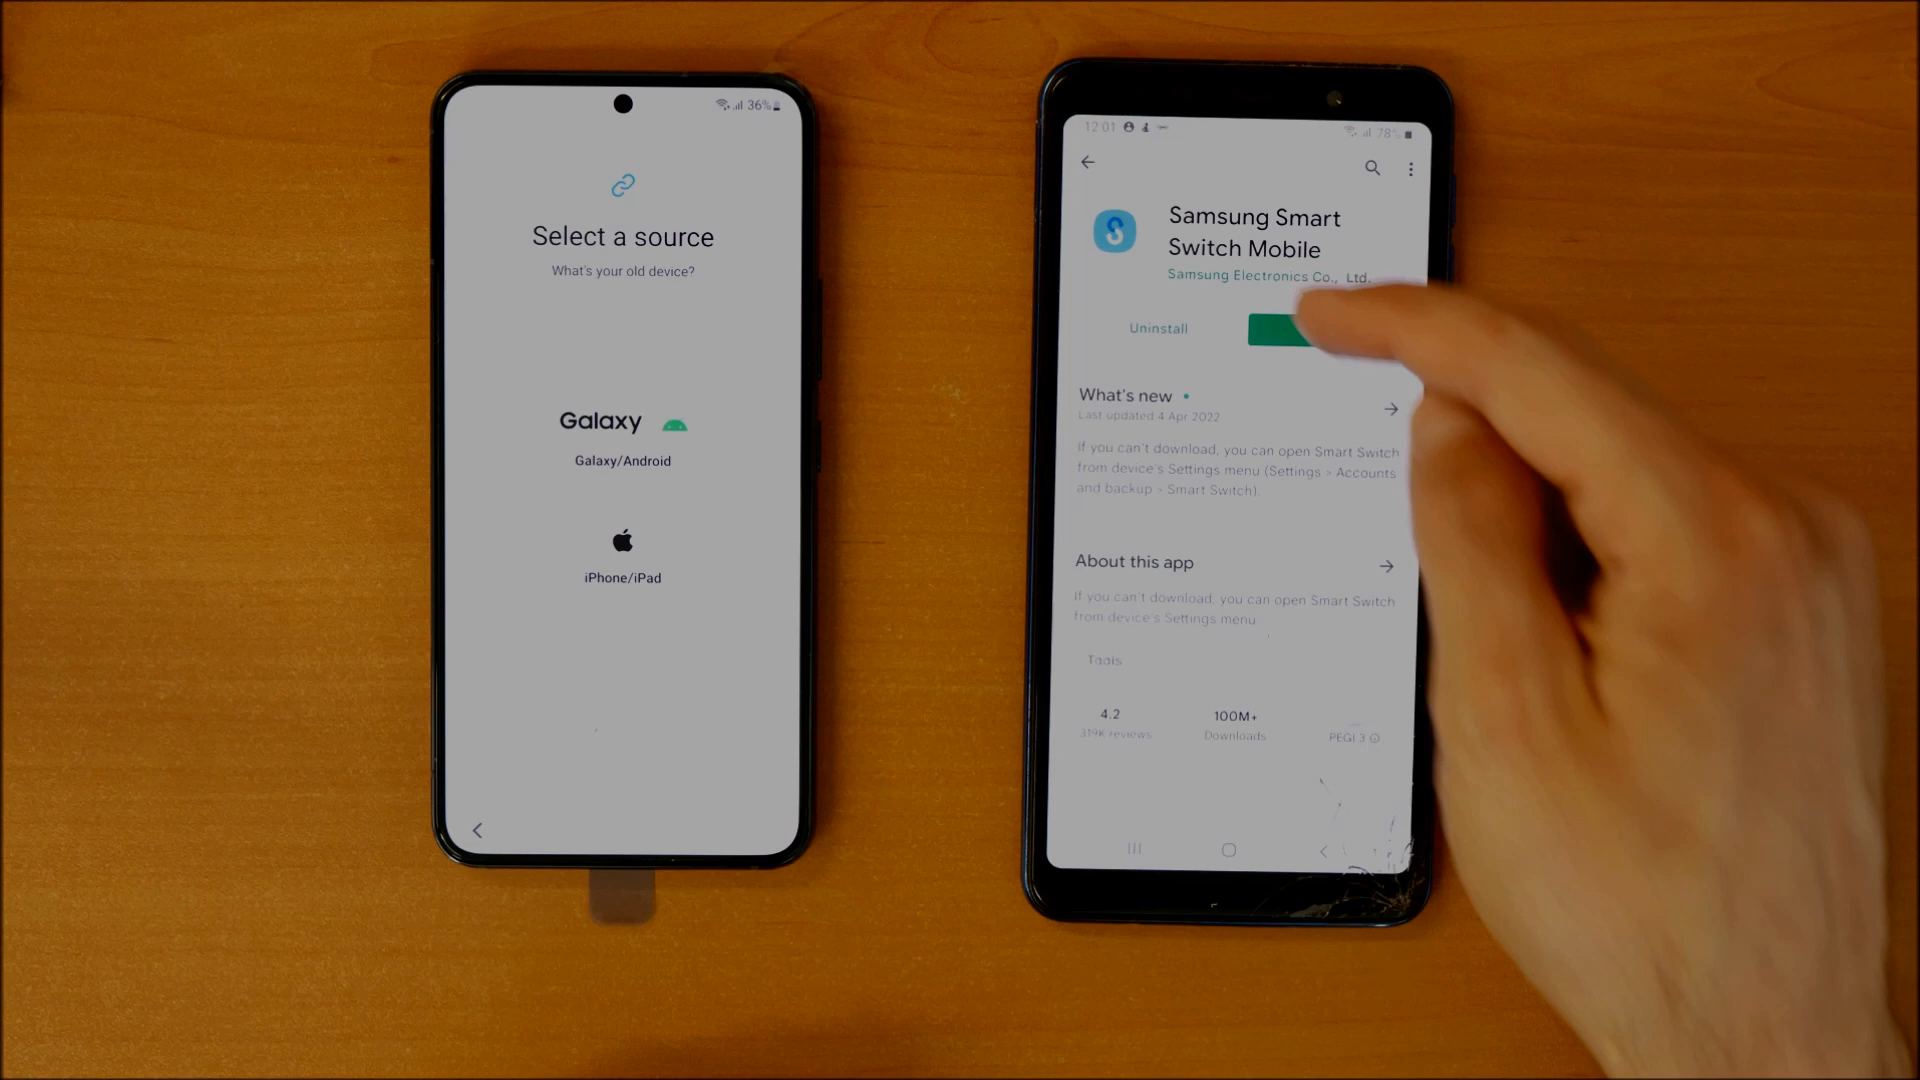 36%
Select a source
What's your old device?
Galaxy
Galaxy/Android
iPhone/iPad
12:01
78%
Samsung Smart
Switch Mobile
Samsung Electronics Co., Ltd.
Uninstall
What's new
Last updated 4 Apr 2022
If you can't download, you can open Smart Switch
from device's Settings menu (Settings > Accounts
and backup > Smart Switch).
About this app
If you can't download, you can open Smart Switch
from device's Settings menu
Tools
4.2
319K reviews
100M+
Downloads
PEGI 3